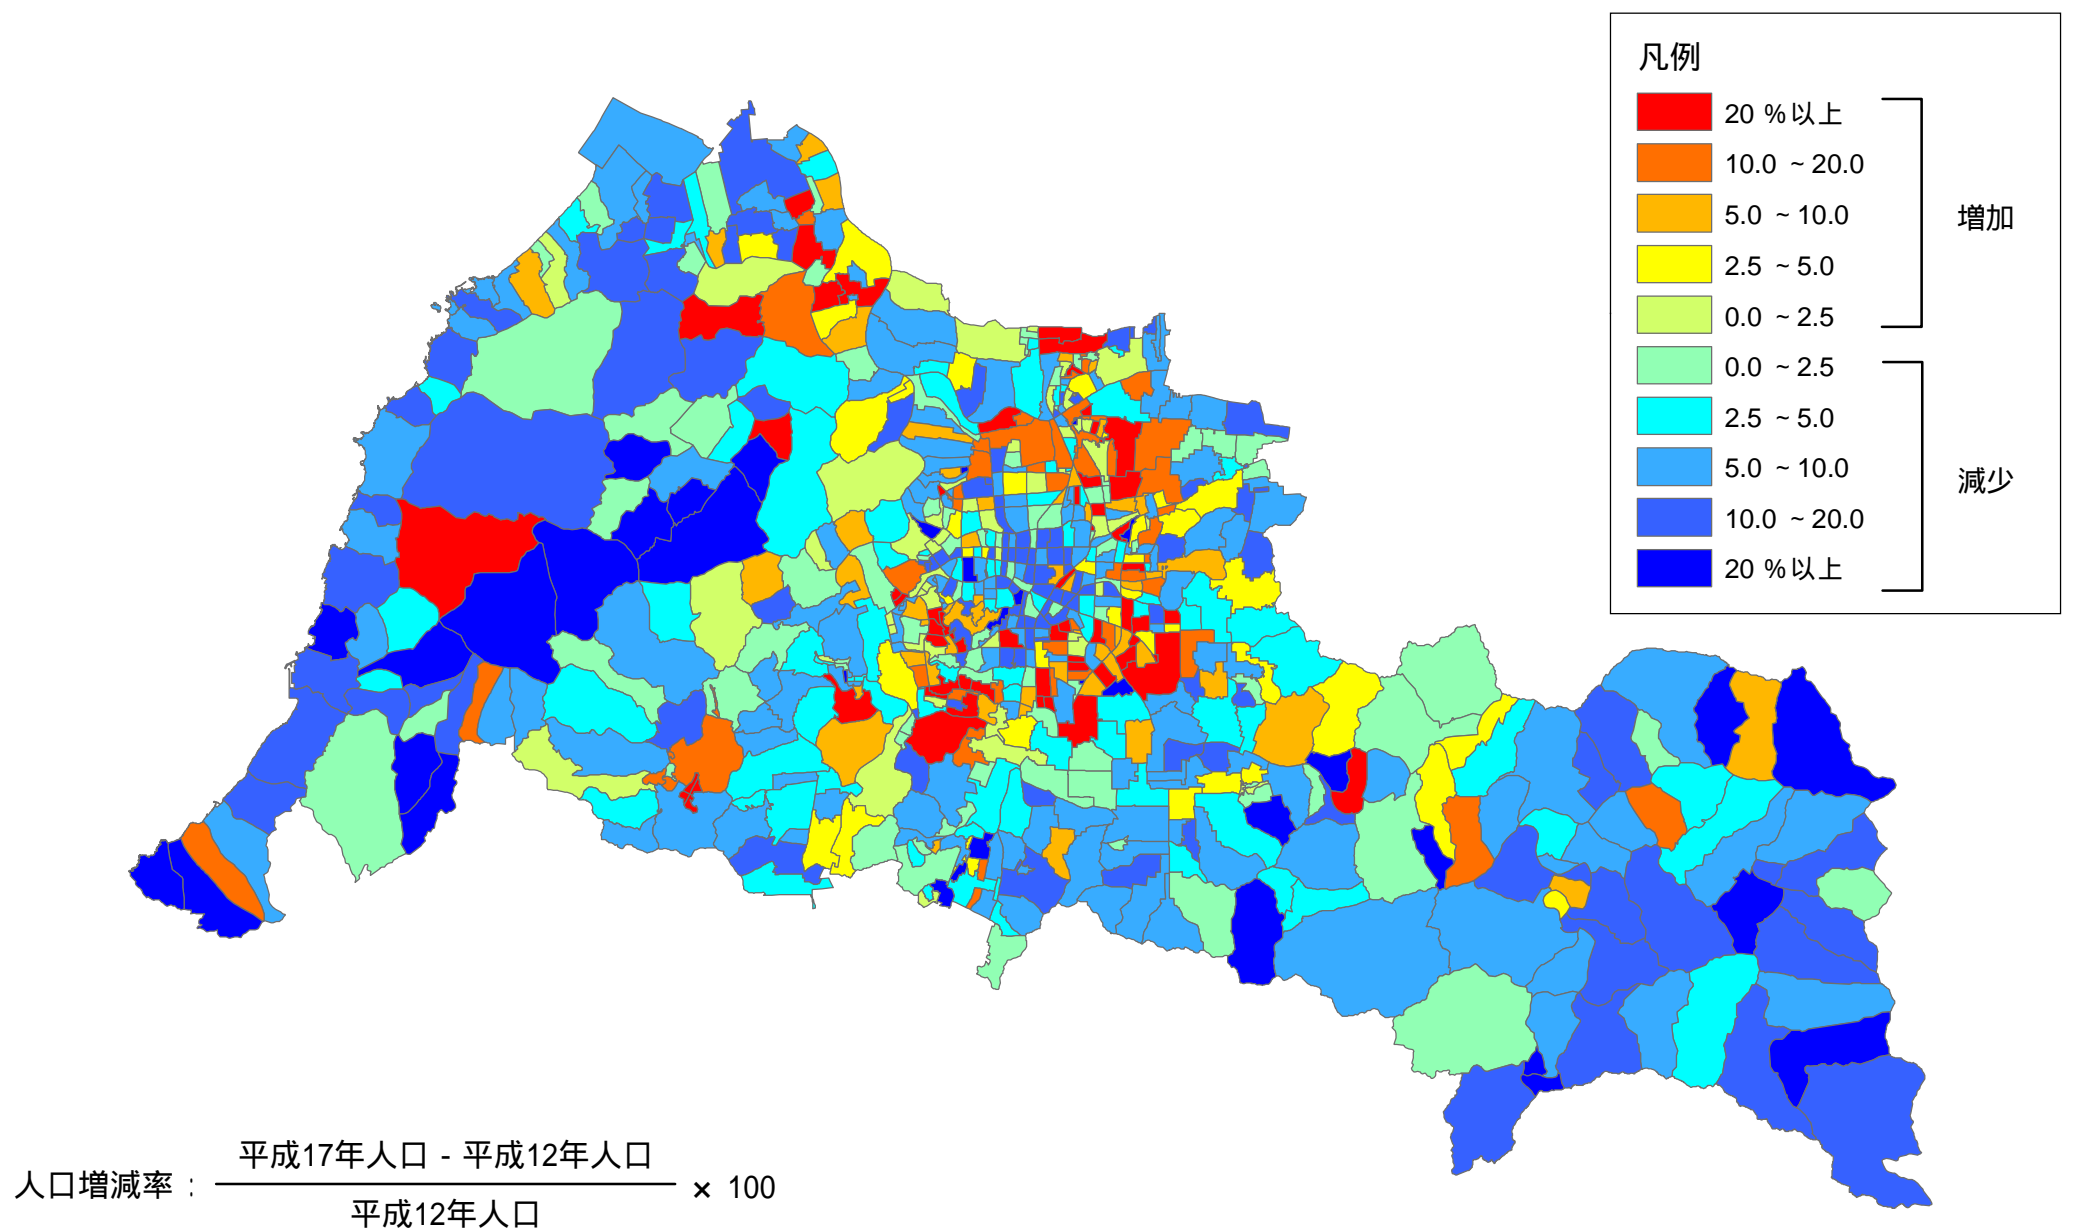 凡例
20 %以上
10.0 ~ 20.0
5.0 ~ 10.0
2.5 ~ 5.0
0.0 ~ 2.5
増加
0.0 ~ 2.5
2.5 ~ 5.0
5.0 ~ 10.0
10.0 ~ 20.0
20 %以上
減少
平成17年人口 - 平成12年人口
人口増減率 : × 100
平成12年人口